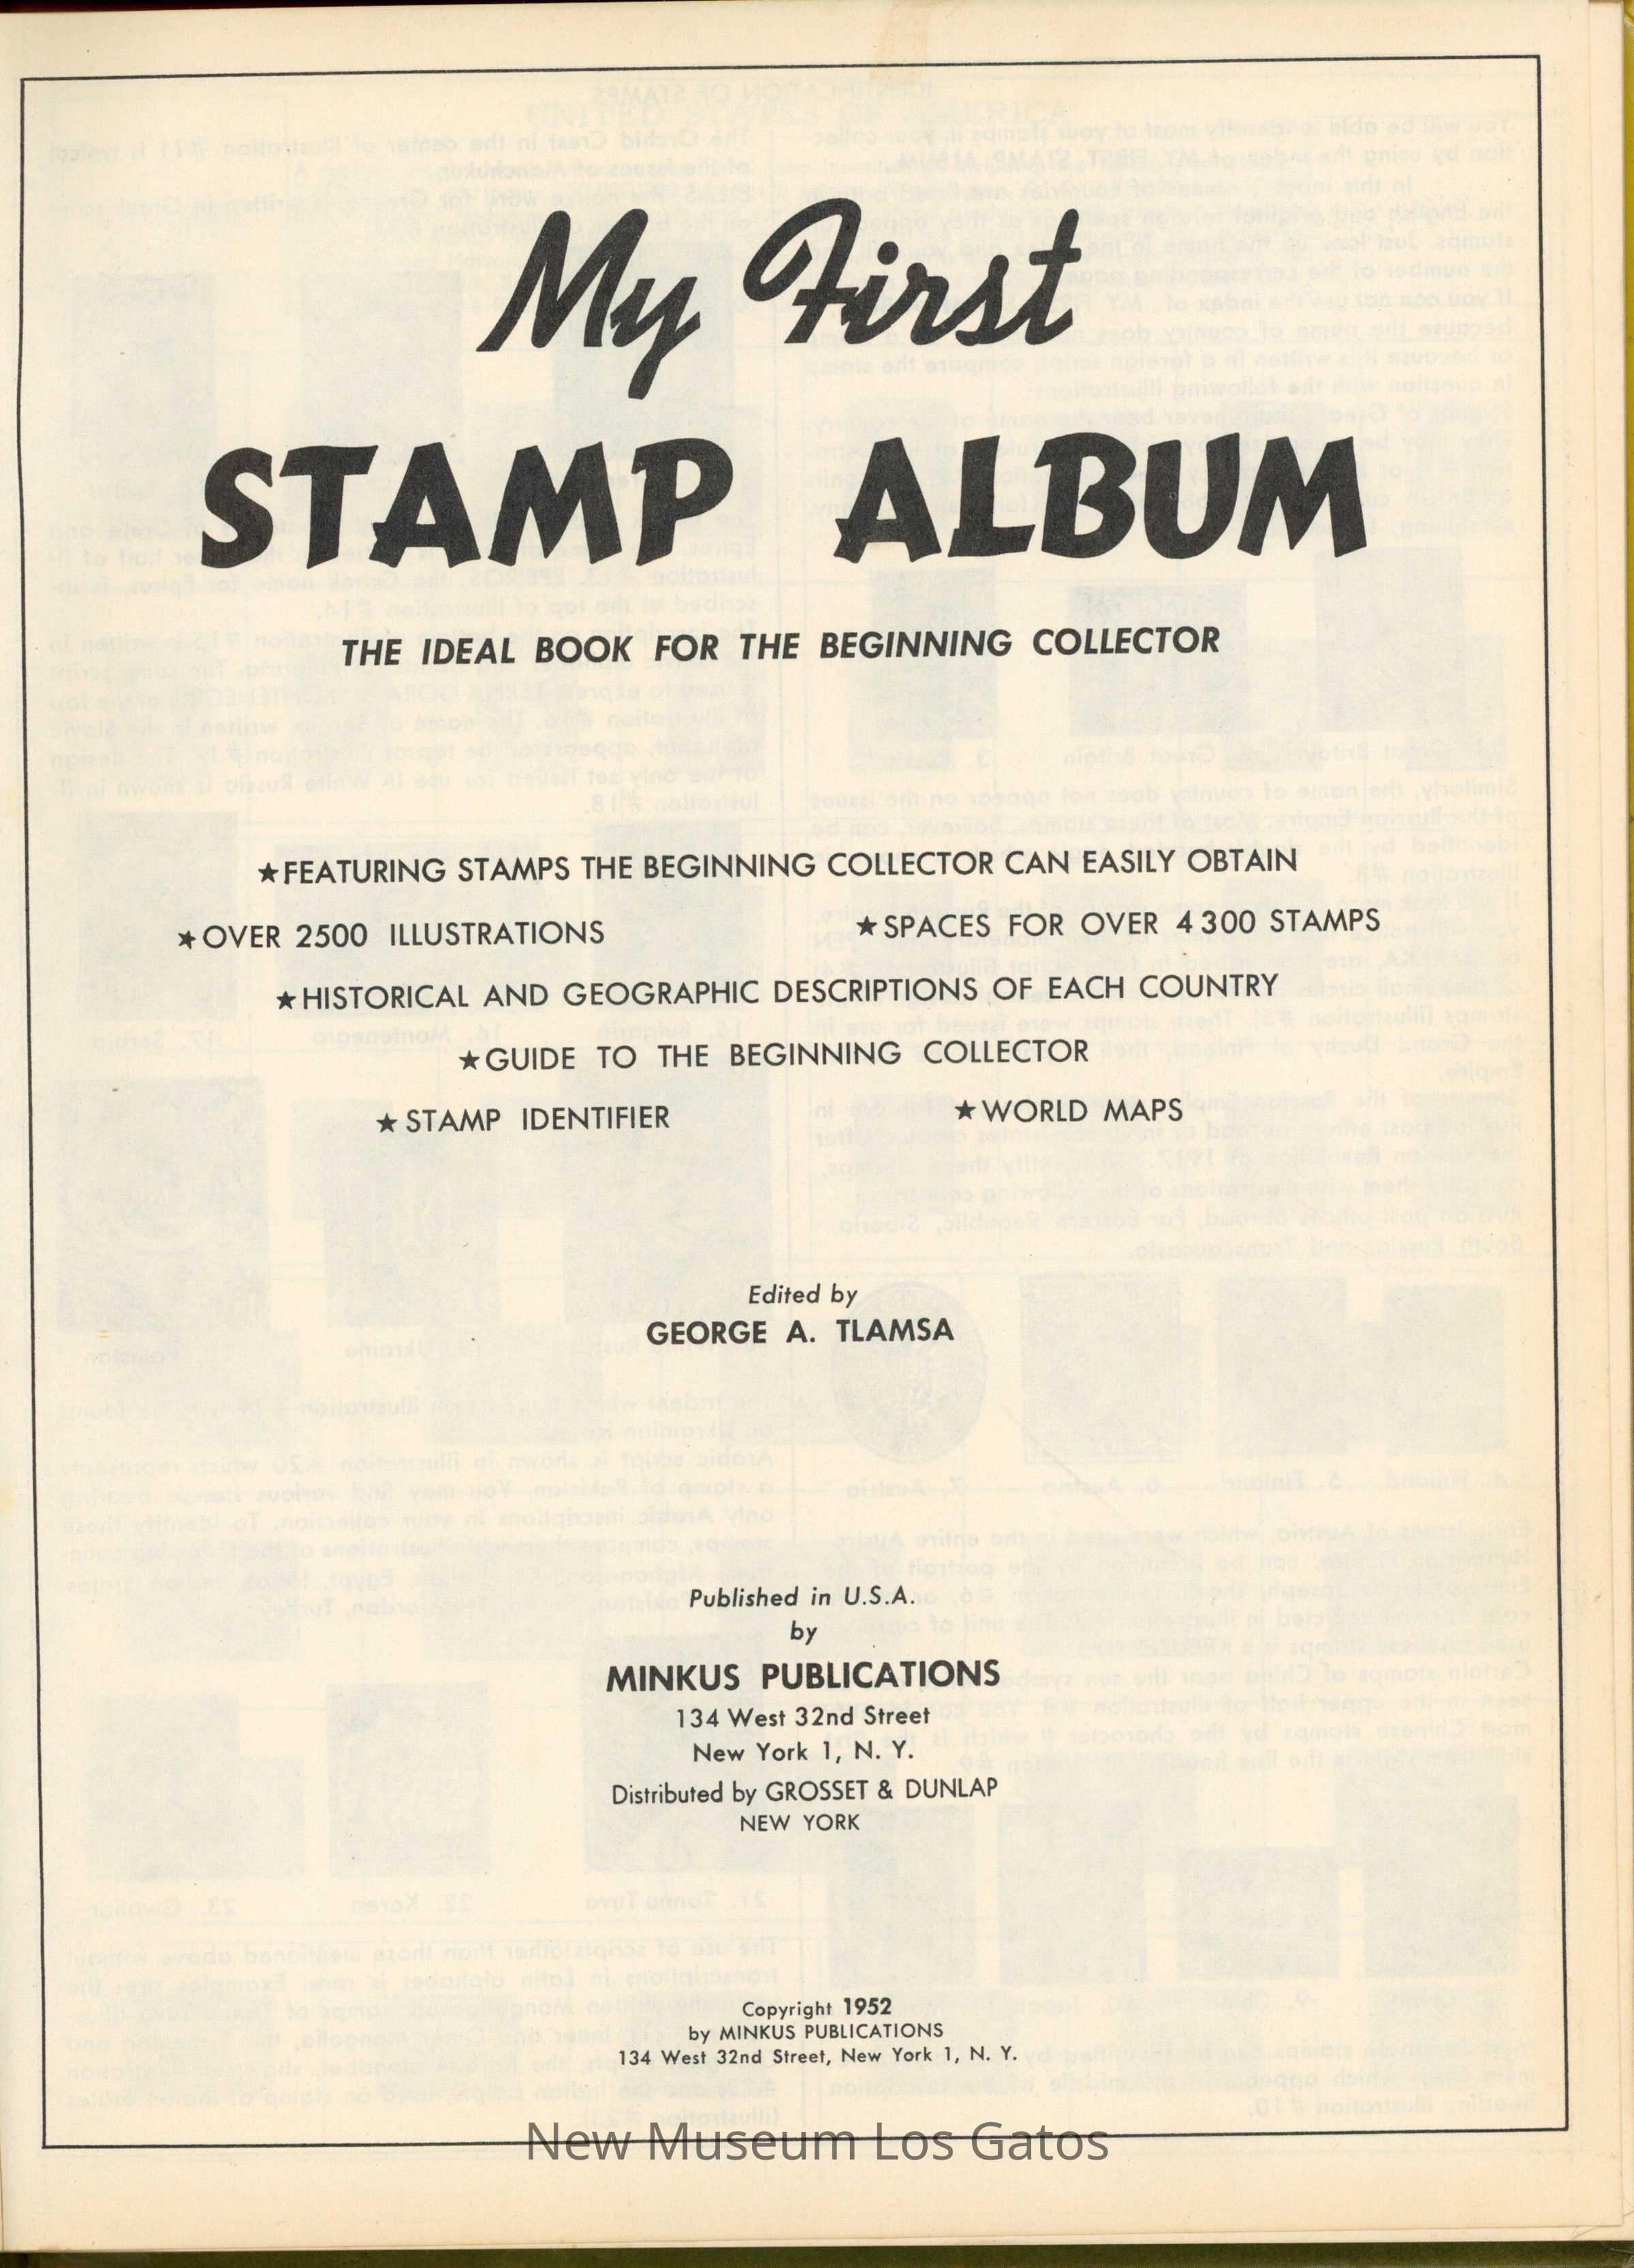 My First
STAMP ALBUM
THE IDEAL BOOK FOR THE BEGINNING COLLECTOR
★FEATURING STAMPS THE BEGINNING COLLECTOR CAN EASILY OBTAIN
★OVER 2500 ILLUSTRATIONS ★SPACES FOR OVER 4300 STAMPS
★HISTORICAL AND GEOGRAPHIC DESCRIPTIONS OF EACH COUNTRY
★GUIDE TO THE BEGINNING COLLECTOR
★STAMP IDENTIFIER ★WORLD MAPS
Edited by
GEORGE A. TLAMSA
Published in U.S.A.
by
MINKUS PUBLICATIONS
134 West 32nd Street
New York 1, N. Y.
Distributed by GROSSET & DUNLAP
NEW YORK
Copyright 1952
by MINKUS PUBLICATIONS
134 West 32nd Street, New York 1, N. Y.
New Museum Los Gatos